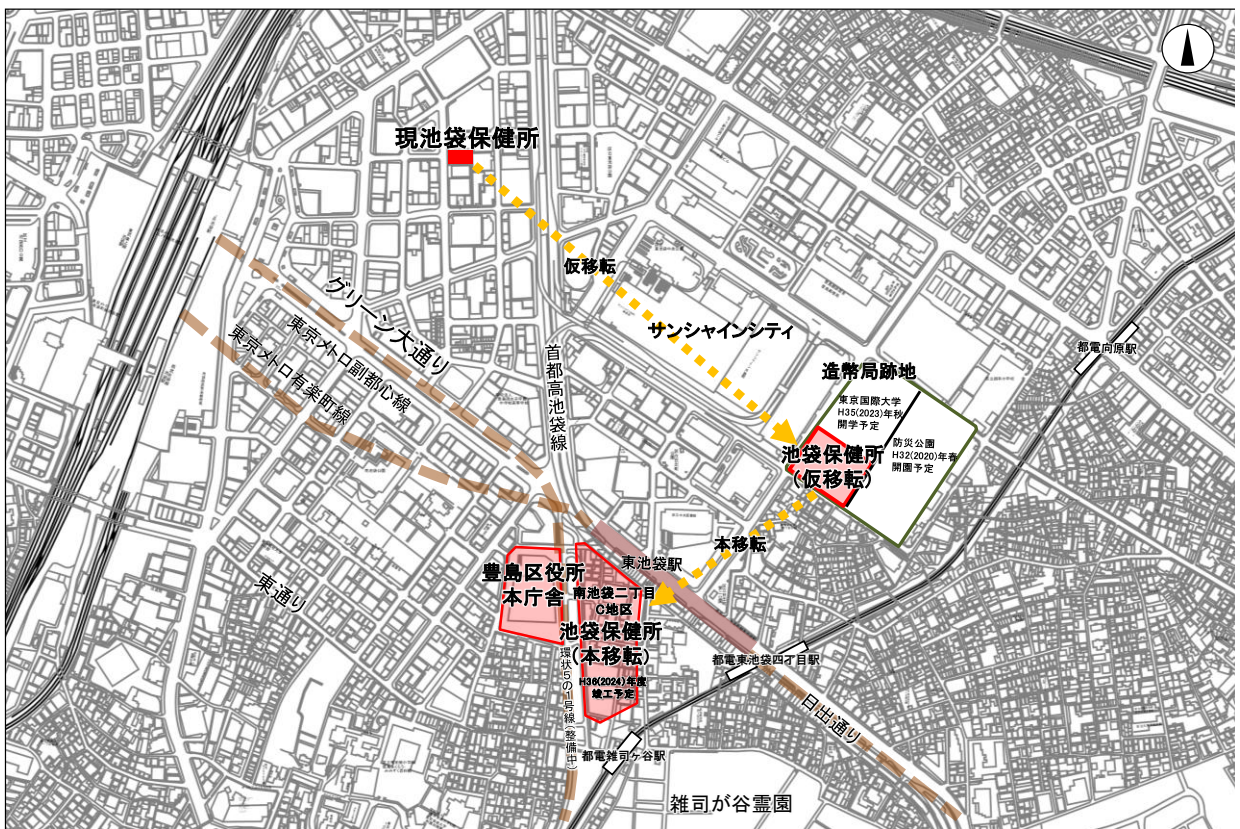 現池袋保健所
仮移転
グリーン大通り
サンシャインシティ
東京メトロ副都心線
東京メトロ有楽町線
首都高池袋線
都電向原駅
造幣局跡地
東京国際大学
H35(2023)年秋
開学予定
防災公園
H32(2020)年春
開園予定
池袋保健所
(仮移転)
本移転
東池袋駅
豊島区役所
本庁舎
南池袋二丁目
C地区
池袋保健所
(本移転)
H36(2024)年度
竣工予定
東通り
都電東池袋四丁目駅
環状5の1号線(整備中)
日出通り
都電雑司ヶ谷駅
雑司が谷霊園